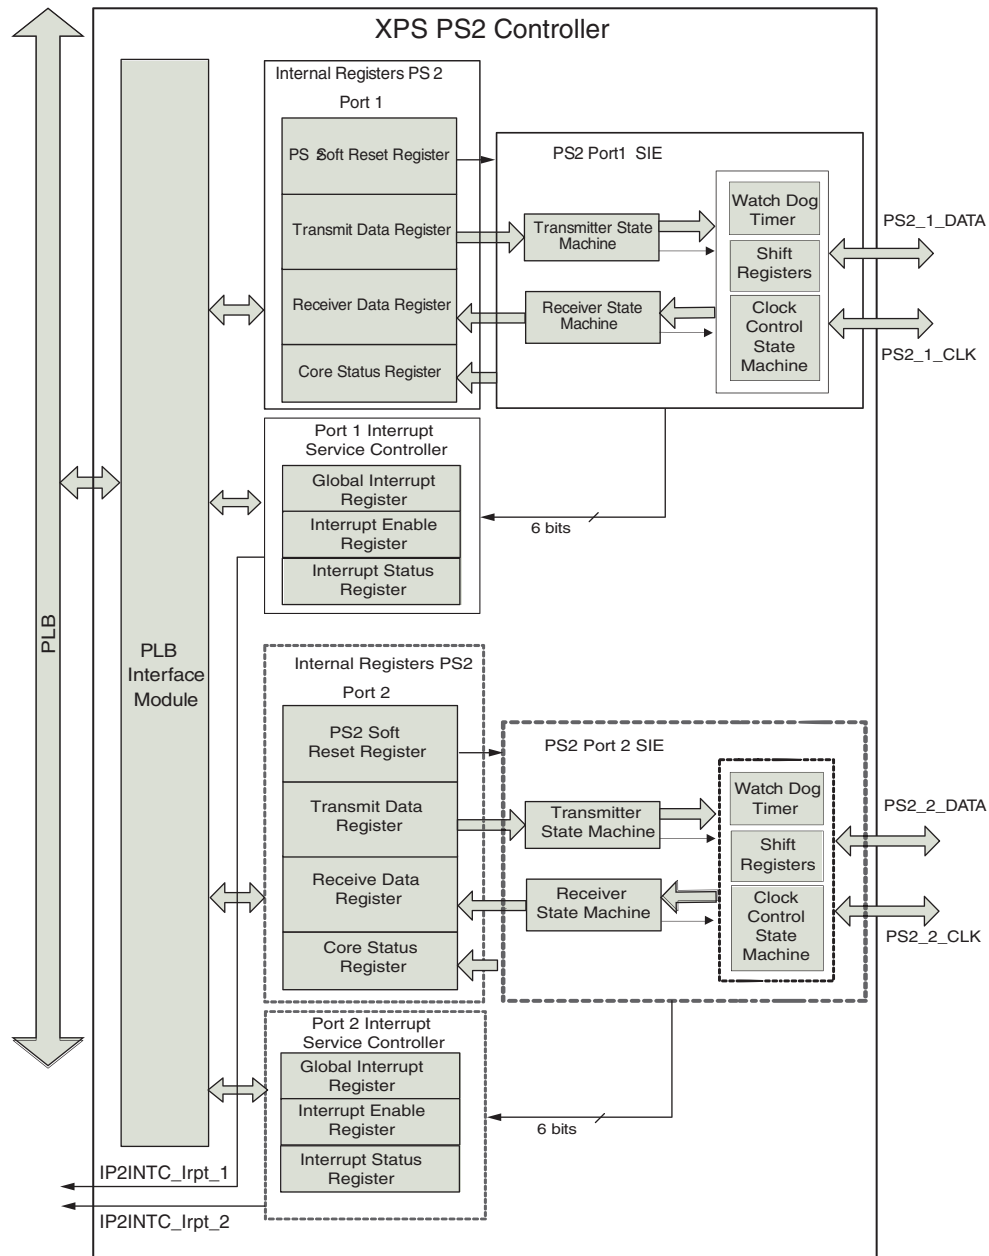 XPS PS2 Controller
Internal Registers PS 2
Port 1
PS 2 Soft Reset Register
Transmit Data Register
Receiver Data Register
Core Status Register
PS2 Port1 SIE
Transmitter State
Machine
Receiver State
Machine
Watch Dog
Timer
Shift
Registers
Clock
Control
State
Machine
PS2_1_DATA
PS2_1_CLK
Port 1 Interrupt
Service Controller
Global Interrupt
Register
Interrupt Enable
Register
Interrupt Status
Register
6 bits
PLB
PLB
Interface
Module
Internal Registers PS2
Port 2
PS2 Soft
Reset Register
Transmit Data
Register
Receive Data
Register
Core Status
Register
PS2 Port 2 SIE
Transmitter
State Machine
Receiver
State Machine
Watch Dog
Timer
Shift
Registers
Clock
Control
State
Machine
PS2_2_DATA
PS2_2_CLK
Port 2 Interrupt
Service Controller
Global Interrupt
Register
Interrupt Enable
Register
Interrupt Status
Register
6 bits
IP2INTC_Irpt_1
IP2INTC_Irpt_2